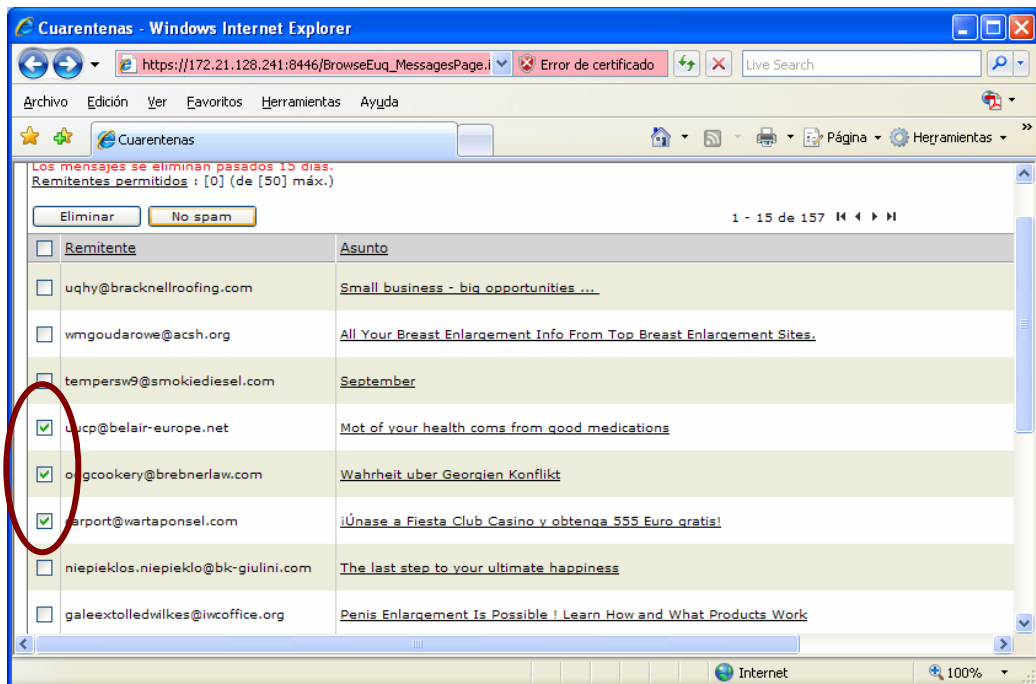 Cuarentenas - Windows Internet Explorer
https://172.21.128.241:8446/BrowseEuq_MessagesPage.i Error de certificado Live Search
Archivo Edición Ver Favoritos Herramientas Ayuda
Cuarentenas Página Herramientas »
Los mensajes se eliminan pasados 15 días.
Remitentes permitidos : [0] (de [50] máx.)
Eliminar No spam 1 - 15 de 157
Remitente Asunto
uqhy@bracknellroofing.com Small business - big opportunities ...
wmgoudarowe@acsh.org All Your Breast Enlargement Info From Top Breast Enlargement Sites.
tempersw9@smokiediesel.com September
Mot of your health coms from good medications
Wahrheit uber Georgien Konflikt
¡Únase a Fiesta Club Casino y obtenga 555 Euro gratis!
niepieklos.niepieklo@bk-giulini.com The last step to your ultimate happiness
galeextolledwilkes@iwcoffice.org Penis Enlargement Is Possible ! Learn How and What Products Work
Internet 100%